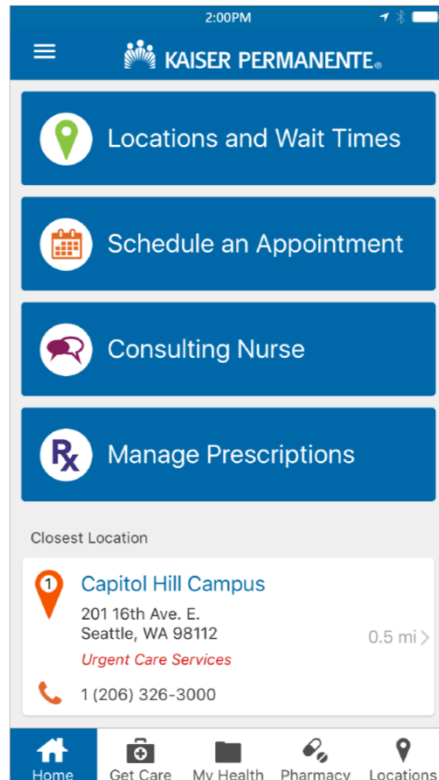 2:00PM
KAISER PERMANENTE®
Locations and Wait Times
Schedule an Appointment
Consulting Nurse
Rx
Manage Prescriptions
Closest Location
1
Capitol Hill Campus
201 16th Ave. E.
Seattle, WA 98112
0.5 mi >
Urgent Care Services
1 (206) 326-3000
Home Get Care My Health Pharmacy Locations